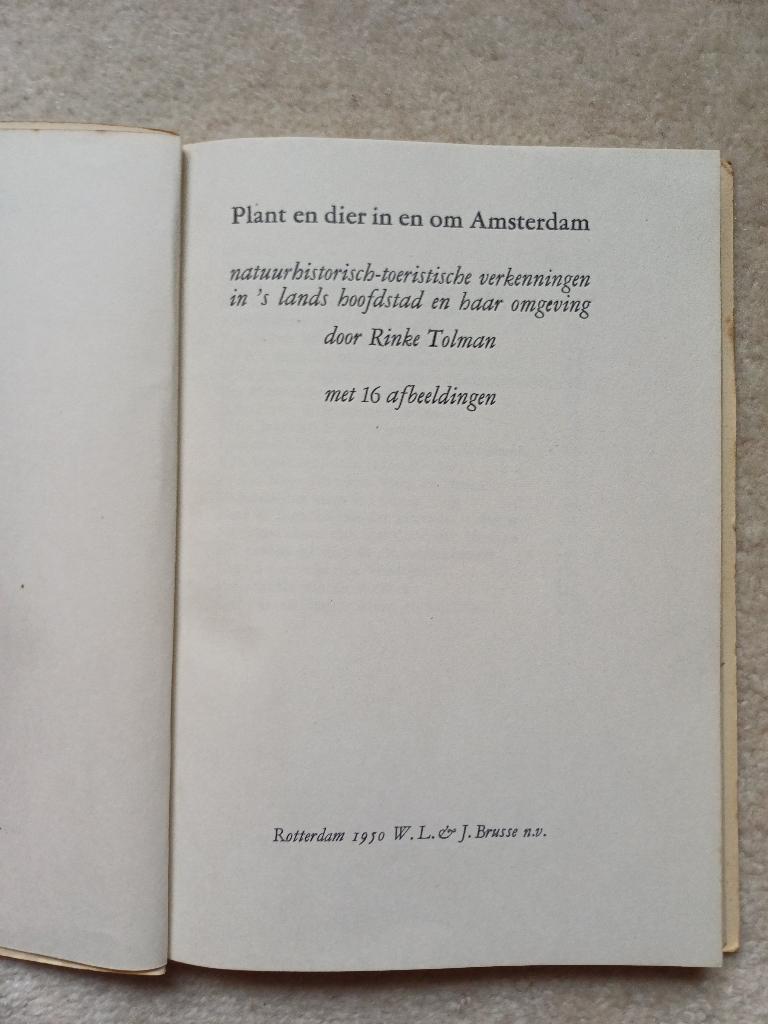 Plant en dier in en om Amsterdam
natuurhistorisch-toeristische verkenningen
in 's lands hoofdstad en haar omgeving
door Rinke Tolman
met 16 afbeeldingen
Rotterdam 1950 W. L. & J. Brusse n.v.